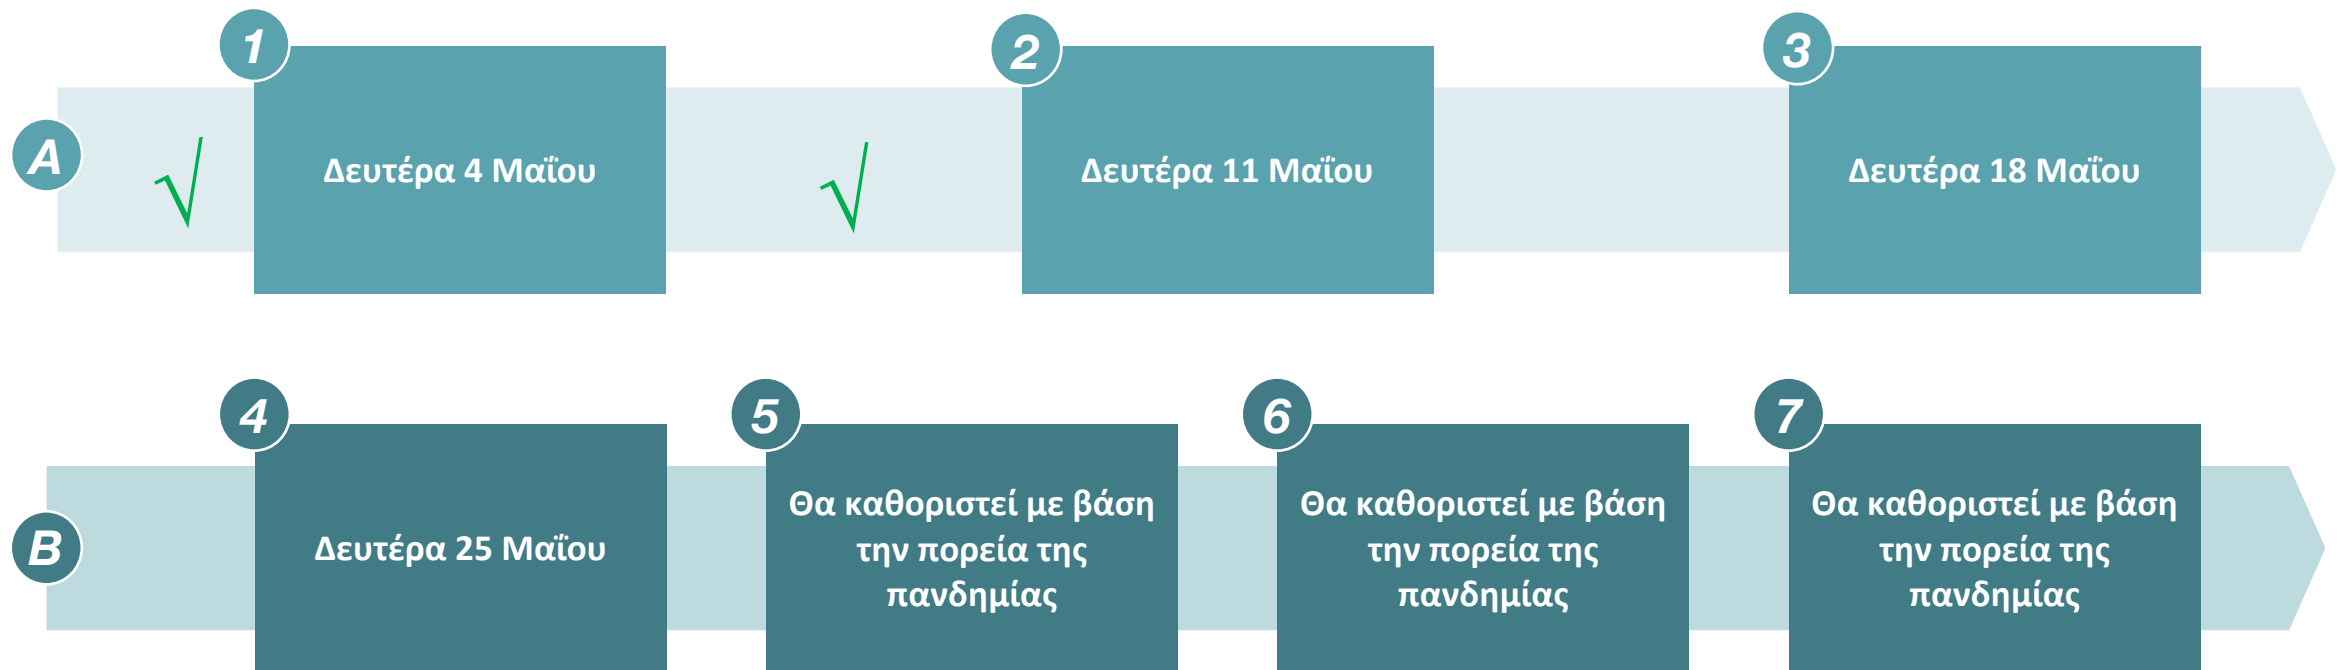 1
2
3
A
√
Δευτέρα 4 Μαΐου
√
Δευτέρα 11 Μαΐου
Δευτέρα 18 Μαΐου
4
5
6
7
B
Δευτέρα 25 Μαΐου
Θα καθοριστεί με βάση
την πορεία της
πανδημίας
Θα καθοριστεί με βάση
την πορεία της
πανδημίας
Θα καθοριστεί με βάση
την πορεία της
πανδημίας